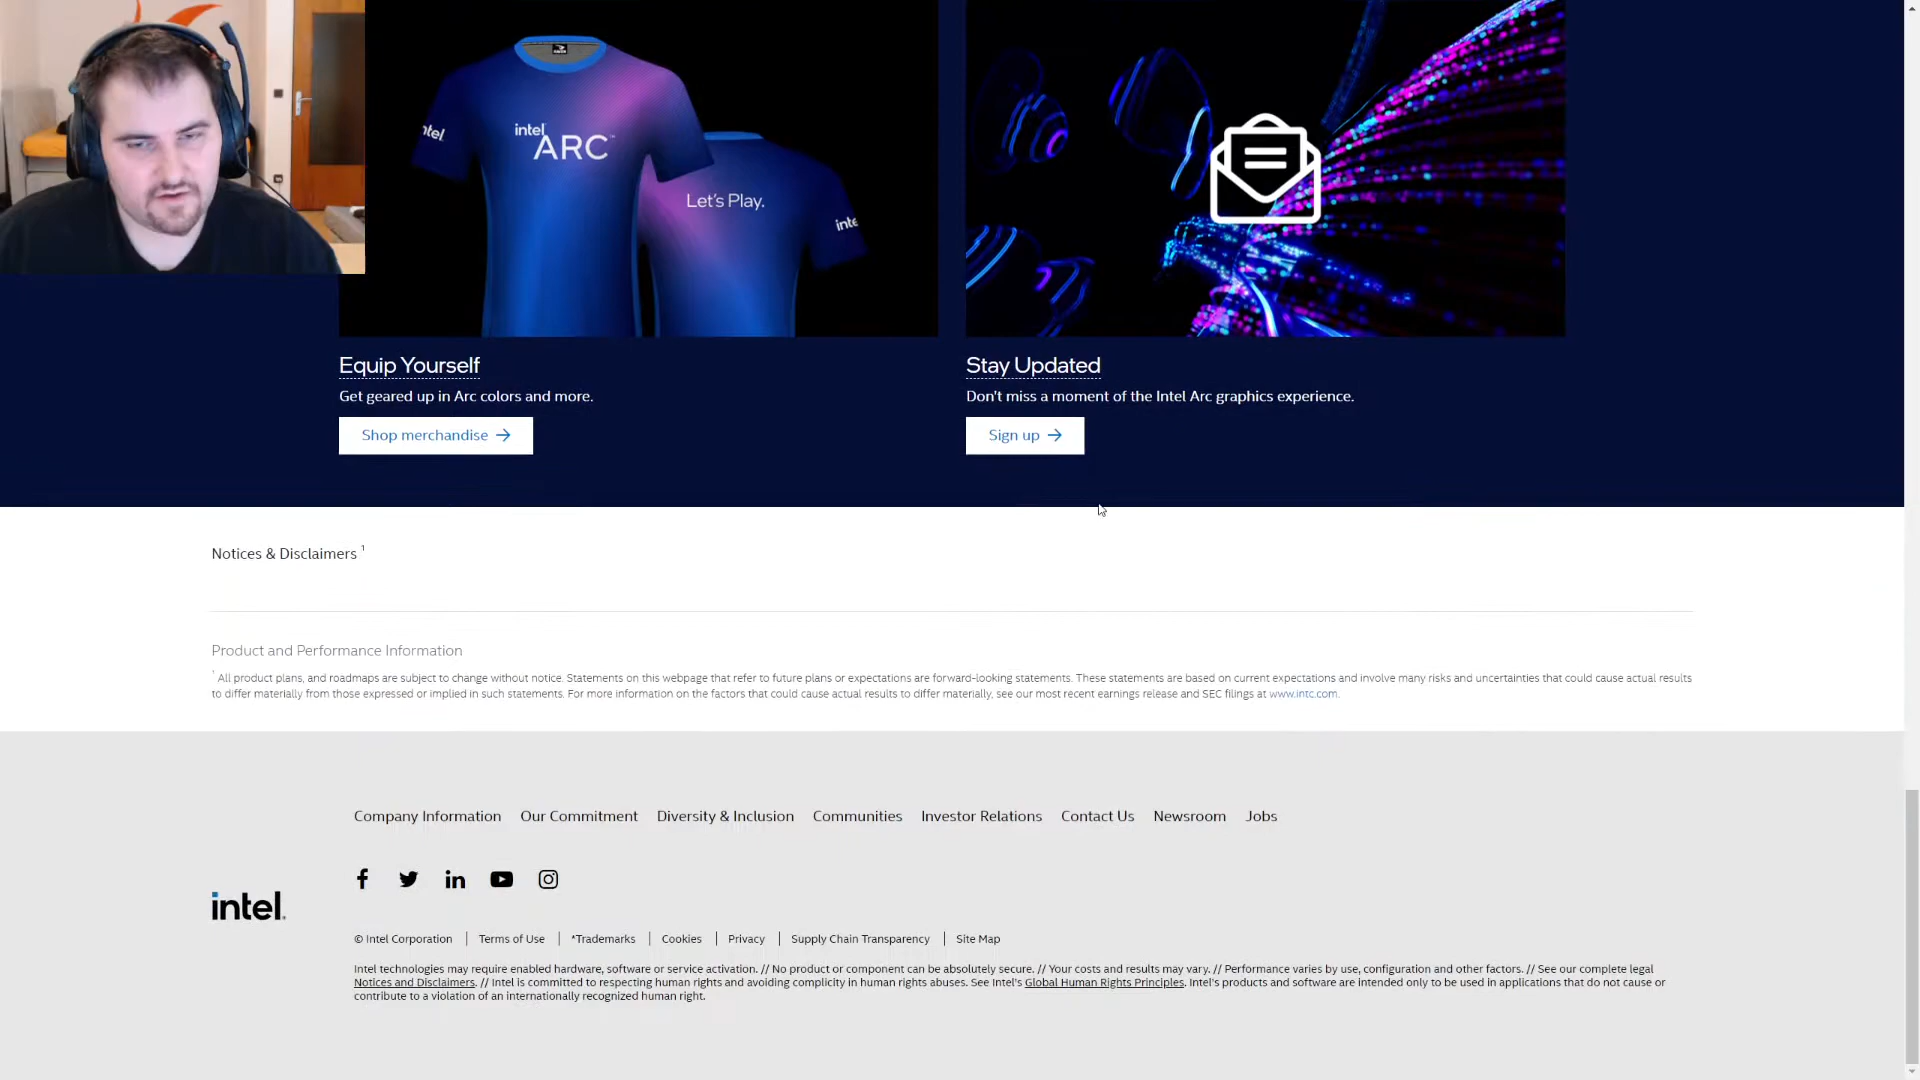 intel
intel
ARC™
Let's Play.
inte
Equip Yourself
Stay Updated
Get geared up in Arc colors and more.
Don't miss a moment of the Intel Arc graphics experience.
Shop merchandise →
Sign up →
Notices & Disclaimers 1
Product and Performance Information
1 All product plans, and roadmaps are subject to change without notice. Statements on this webpage that refer to future plans or expectations are forward-looking statements. These statements are based on current expectations and involve many risks and uncertainties that could cause actual results
to differ materially from those expressed or implied in such statements. For more information on the factors that could cause actual results to differ materially, see our most recent earnings release and SEC filings at www.intc.com.
Company Information Our Commitment Diversity & Inclusion Communities Investor Relations Contact Us Newsroom Jobs
intel.
© Intel Corporation | Terms of Use | *Trademarks | Cookies | Privacy | Supply Chain Transparency | Site Map
Intel technologies may require enabled hardware, software or service activation. // No product or component can be absolutely secure. // Your costs and results may vary. // Performance varies by use, configuration and other factors. // See our complete legal
Notices and Disclaimers. // Intel is committed to respecting human rights and avoiding complicity in human rights abuses. See Intel's Global Human Rights Principles. Intel's products and software are intended only to be used in applications that do not cause or
contribute to a violation of an internationally recognized human right.